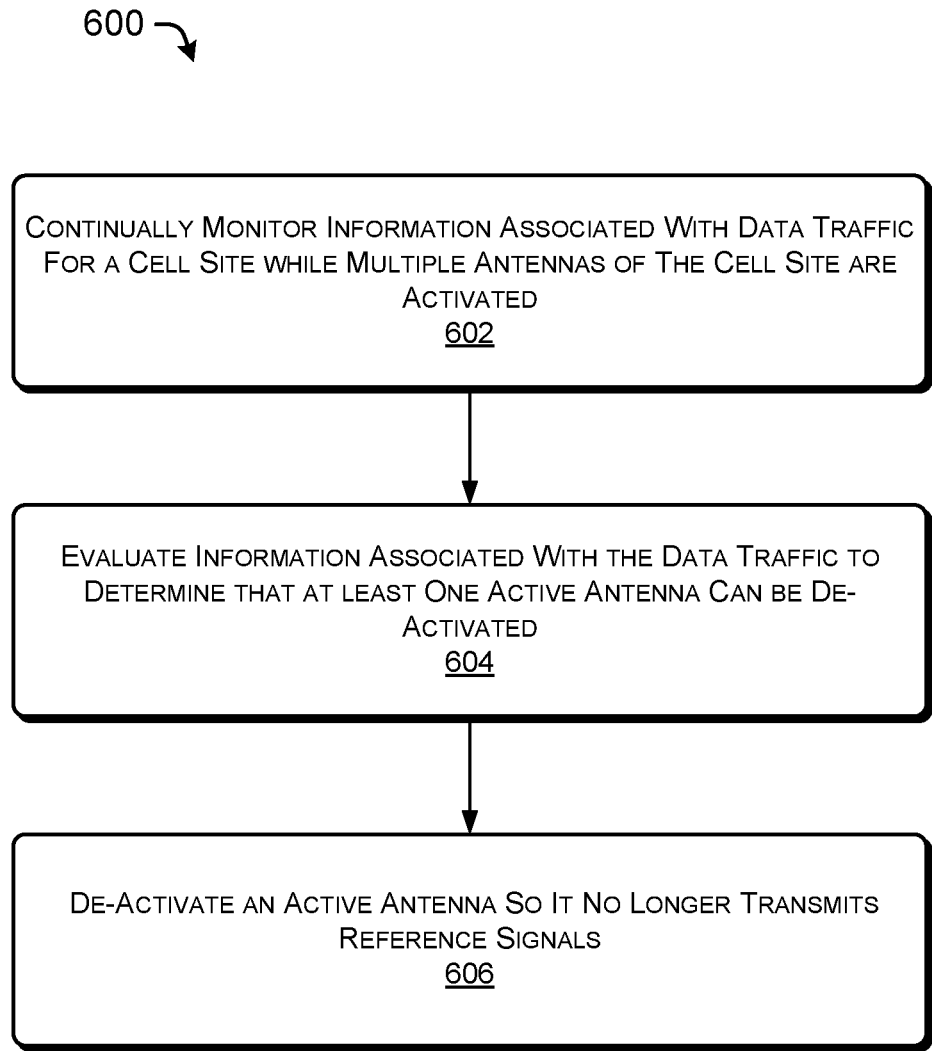 600
CONTINUALLY MONITOR INFORMATION ASSOCIATED WITH DATA TRAFFIC
FOR A CELL SITE WHILE MULTIPLE ANTENNAS OF THE CELL SITE ARE
ACTIVATED
602
EVALUATE INFORMATION ASSOCIATED WITH THE DATA TRAFFIC TO
DETERMINE THAT AT LEAST ONE ACTIVE ANTENNA CAN BE DE-
ACTIVATED
604
DE-ACTIVATE AN ACTIVE ANTENNA SO IT NO LONGER TRANSMITS
REFERENCE SIGNALS
606